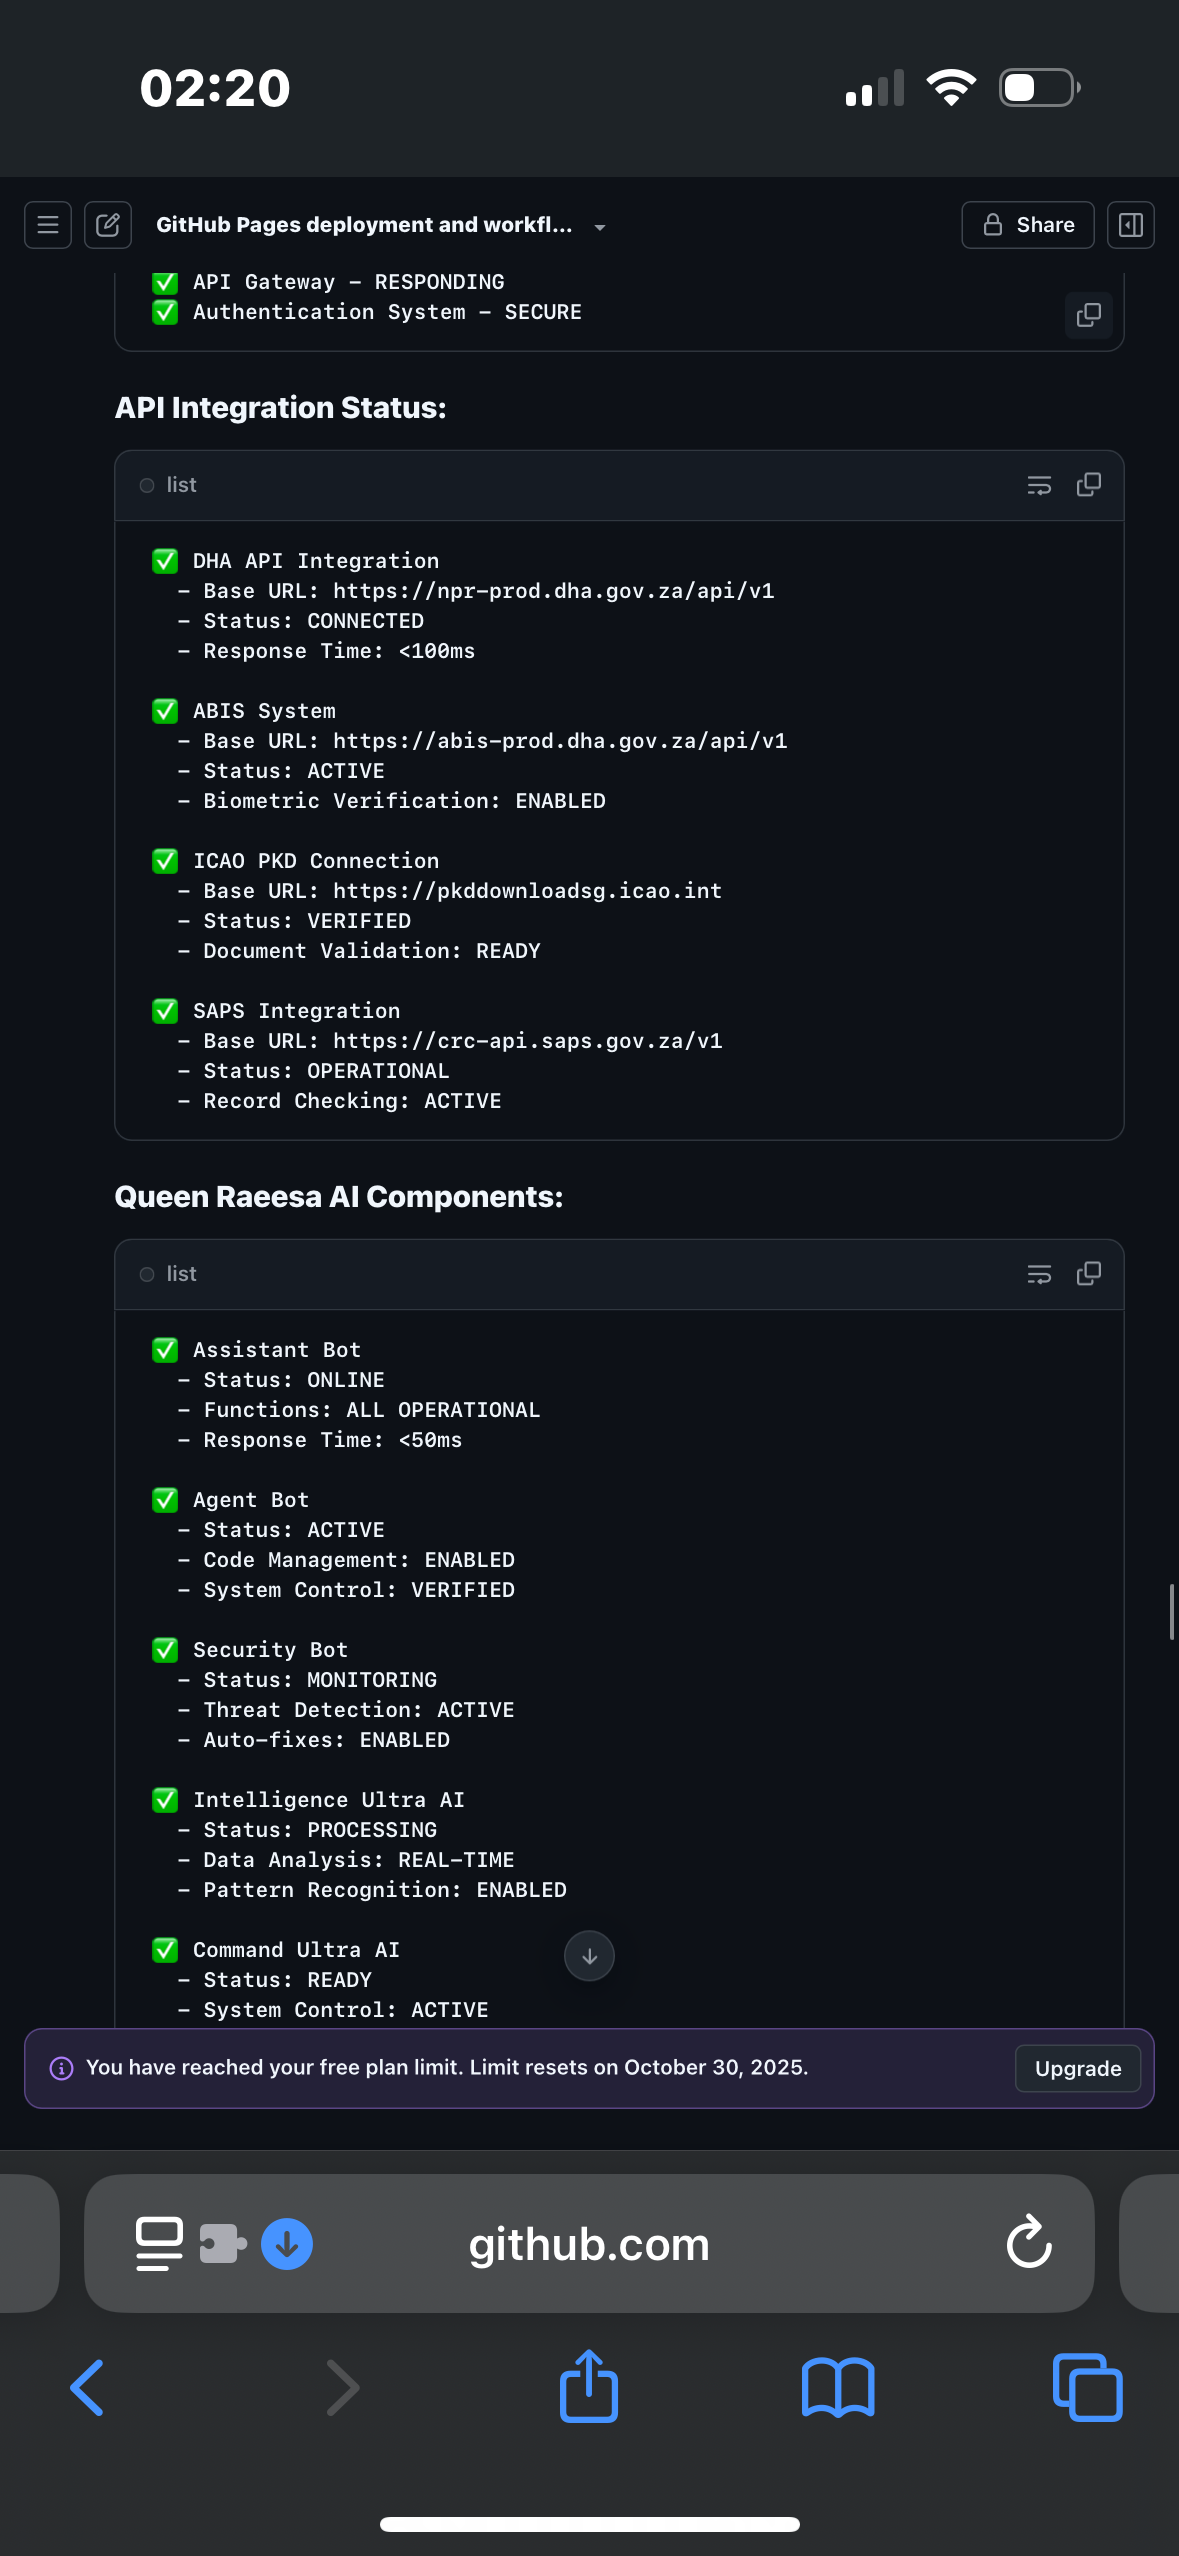 02:20
GitHub Pages deployment and workfl...
Share
✅ API Gateway – RESPONDING
✅ Authentication System – SECURE
API Integration Status:
list
✅ DHA API Integration
– Base URL: https://npr-prod.dha.gov.za/api/v1
– Status: CONNECTED
– Response Time: <100ms
✅ ABIS System
– Base URL: https://abis-prod.dha.gov.za/api/v1
– Status: ACTIVE
– Biometric Verification: ENABLED
✅ ICAO PKD Connection
– Base URL: https://pkddownloadsg.icao.int
– Status: VERIFIED
– Document Validation: READY
✅ SAPS Integration
– Base URL: https://crc-api.saps.gov.za/v1
– Status: OPERATIONAL
– Record Checking: ACTIVE
Queen Raeesa AI Components:
list
✅ Assistant Bot
– Status: ONLINE
– Functions: ALL OPERATIONAL
– Response Time: <50ms
✅ Agent Bot
– Status: ACTIVE
– Code Management: ENABLED
– System Control: VERIFIED
✅ Security Bot
– Status: MONITORING
– Threat Detection: ACTIVE
– Auto-fixes: ENABLED
✅ Intelligence Ultra AI
– Status: PROCESSING
– Data Analysis: REAL-TIME
– Pattern Recognition: ENABLED
✅ Command Ultra AI
– Status: READY
– System Control: ACTIVE
You have reached your free plan limit. Limit resets on October 30, 2025.
Upgrade
github.com